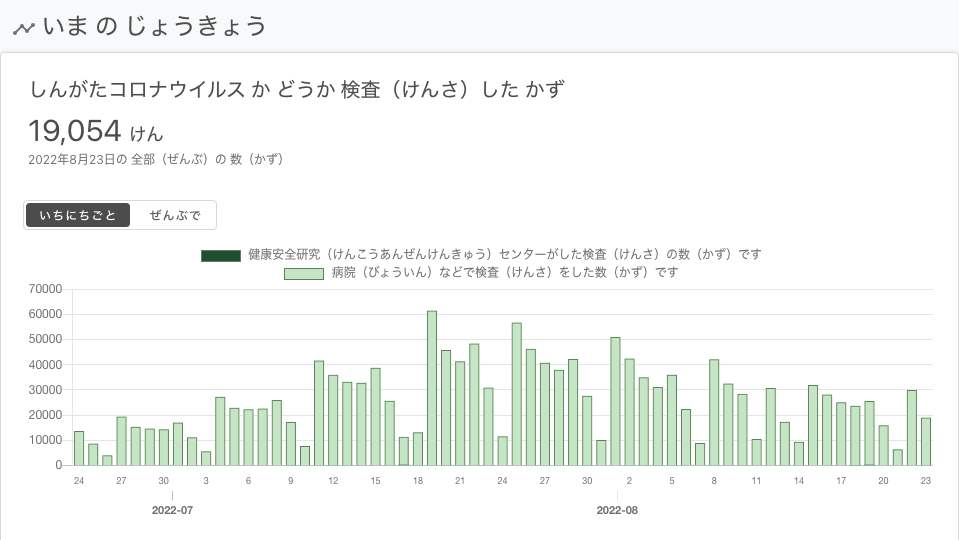 いま の じょうきょう
しんがたコロナウイルス か どうか 検査（けんさ）した かず
19,054 けん
2022年8月23日の 全部（ぜんぶ）の 数（かず）
いちにちごと ぜんぶで
健康安全研究（けんこうあんぜんけんきゅう）センターがした検査（けんさ）の数（かず）です
病院（びょういん）などで検査（けんさ）をした数（かず）です
70000
60000
50000
40000
30000
20000
10000
0
24 27 30 3 6 9 12 15 18 21 24 27 30 2 5 8 11 14 17 20 23
2022-07 2022-08